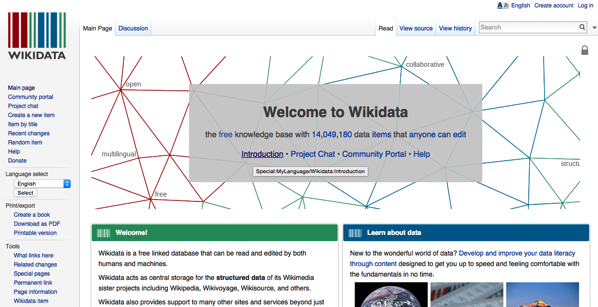 English Create account Log in
WIKIDATA
Main Page Discussion Read View source View history Search
Main page
Community portal
Project chat
Create a new item
Item by title
Recent changes
Random item
Help
Donate
Language select
English
Select
Print/export
Create a book
Download as PDF
Printable version
Tools
What links here
Related changes
Special pages
Permanent link
Page information
Wikidata item
collaborative
open
multilingual
free
struct
Welcome to Wikidata
the free knowledge base with 14,049,180 data items that anyone can edit
Introduction • Project Chat • Community Portal • Help
Special:MyLanguage/Wikidata:Introduction
Welcome!
Wikidata is a free linked database that can be read and edited by both
humans and machines.
Wikidata acts as central storage for the structured data of its Wikimedia
sister projects including Wikipedia, Wikivoyage, Wikisource, and others.
Wikidata also provides support to many other sites and services beyond just
Learn about data
New to the wonderful world of data? Develop and improve your data literacy
through content designed to get you up to speed and feeling comfortable with
the fundamentals in no time.